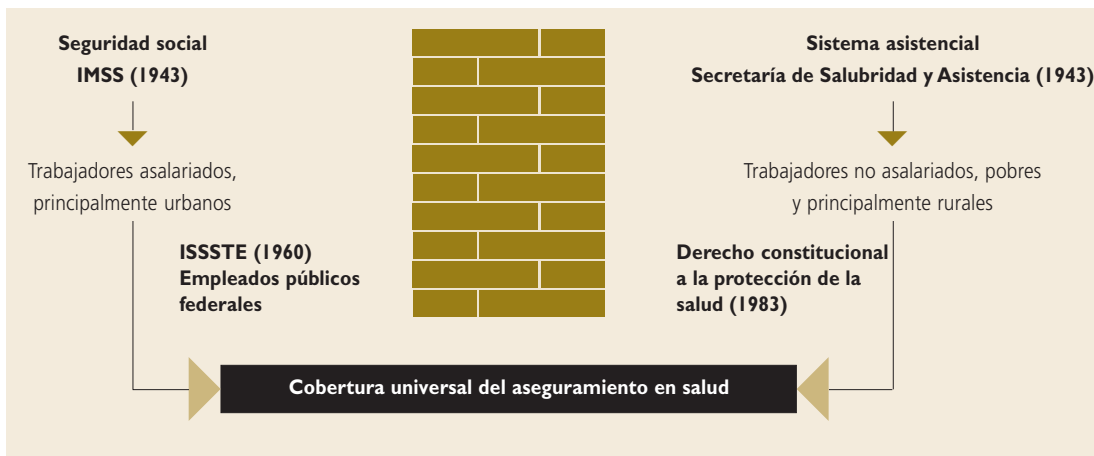 Seguridad social
IMSS (1943)
Trabajadores asalariados,
principalmente urbanos
ISSSTE (1960)
Empleados públicos
federales
Sistema asistencial
Secretaría de Salubridad y Asistencia (1943)
Trabajadores no asalariados, pobres
y principalmente rurales
Derecho constitucional
a la protección de la
salud (1983)
Cobertura universal del aseguramiento en salud